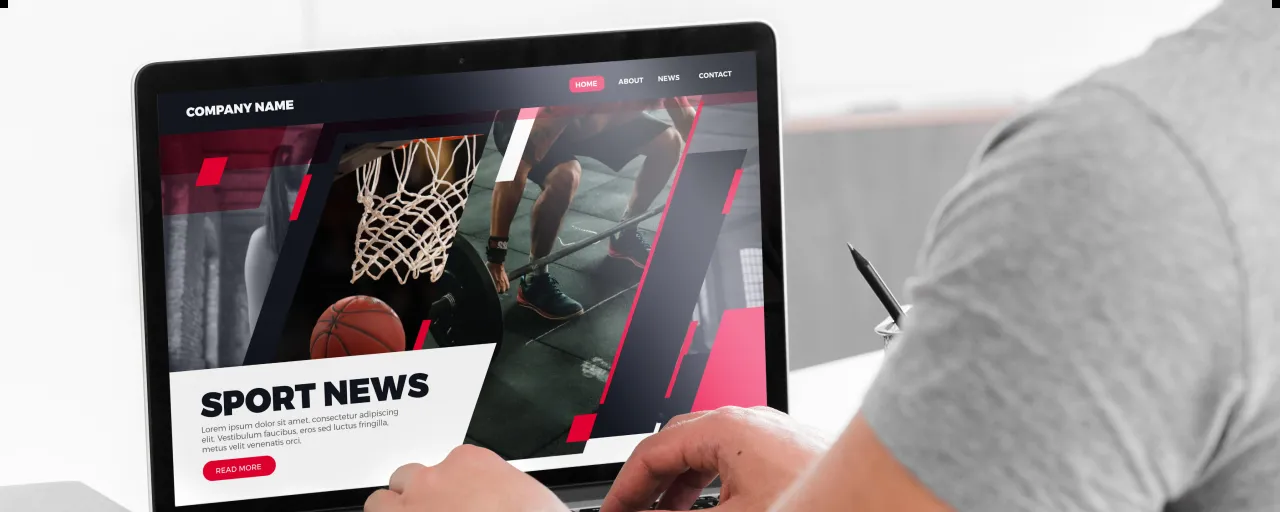 COMPANY NAME
HOME ABOUT NEWS CONTACT
SPORT NEWS
Lorem ipsum dolor sit amet, consectetur adipiscing
elit. Vestibulum faucibus, eros sed luctus fringilla,
metus velit venenatis orci.
READ MORE